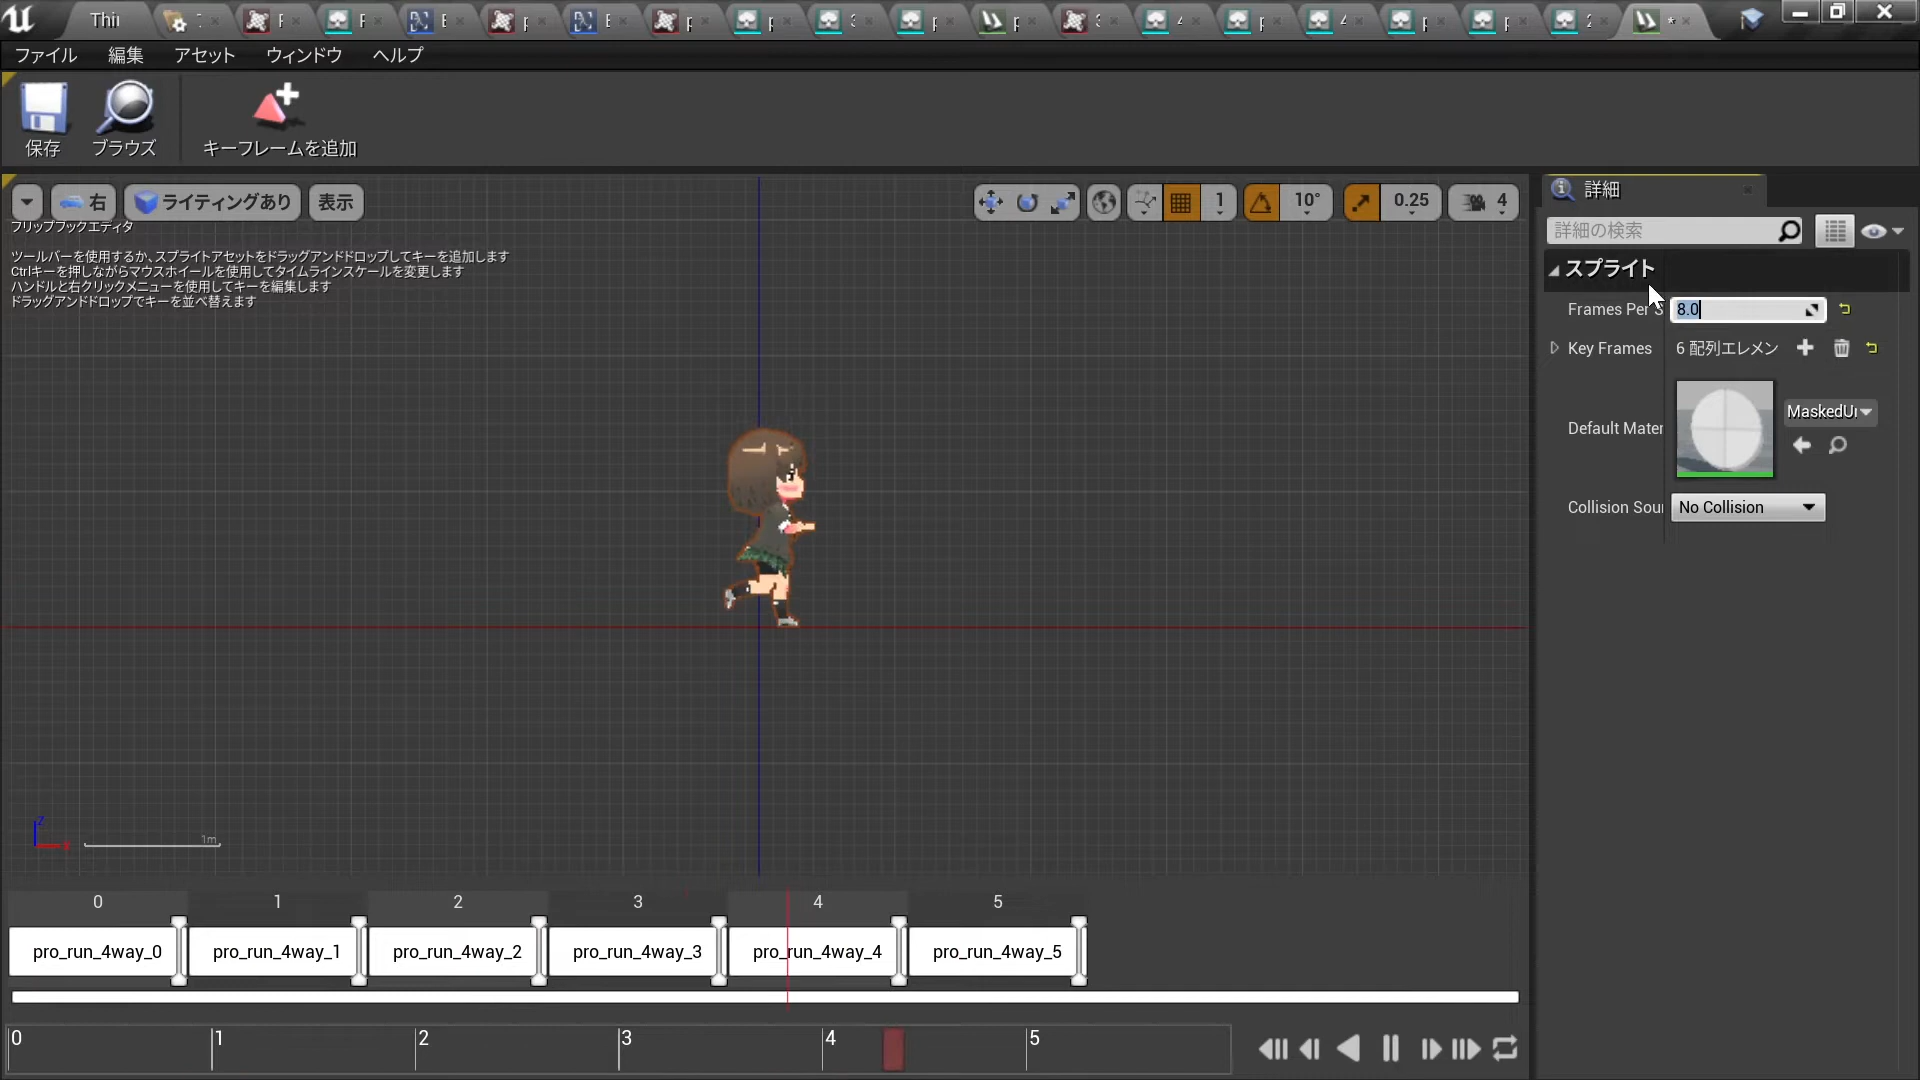 Thii
ファイル 編集 アセット ウィンドウ ヘルプ
保存 ブラウズ キーフレームを追加
右 ライティングあり 表示 1 10° 0.25 4
フリップブックエディタ
ツールバーを使用するか、スプライトアセットをドラッグアンドドロップしてキーを追加します
Ctrlキーを押しながらマウスホイールを使用してタイムラインスケールを変更します
ハンドルと右クリックメニューを使用してキーを編集します
ドラッグアンドドロップでキーを並べ替えます
詳細
詳細の検索
スプライト
Frames Per S 8.0
Key Frames 6 配列エレメン
Default Mater MaskedUr
Collision Sour No Collision
Z
1m
0 1 2 3 4 5
pro_run_4way_0 pro_run_4way_1 pro_run_4way_2 pro_run_4way_3 pro_run_4way_4 pro_run_4way_5
0 1 2 3 4 5